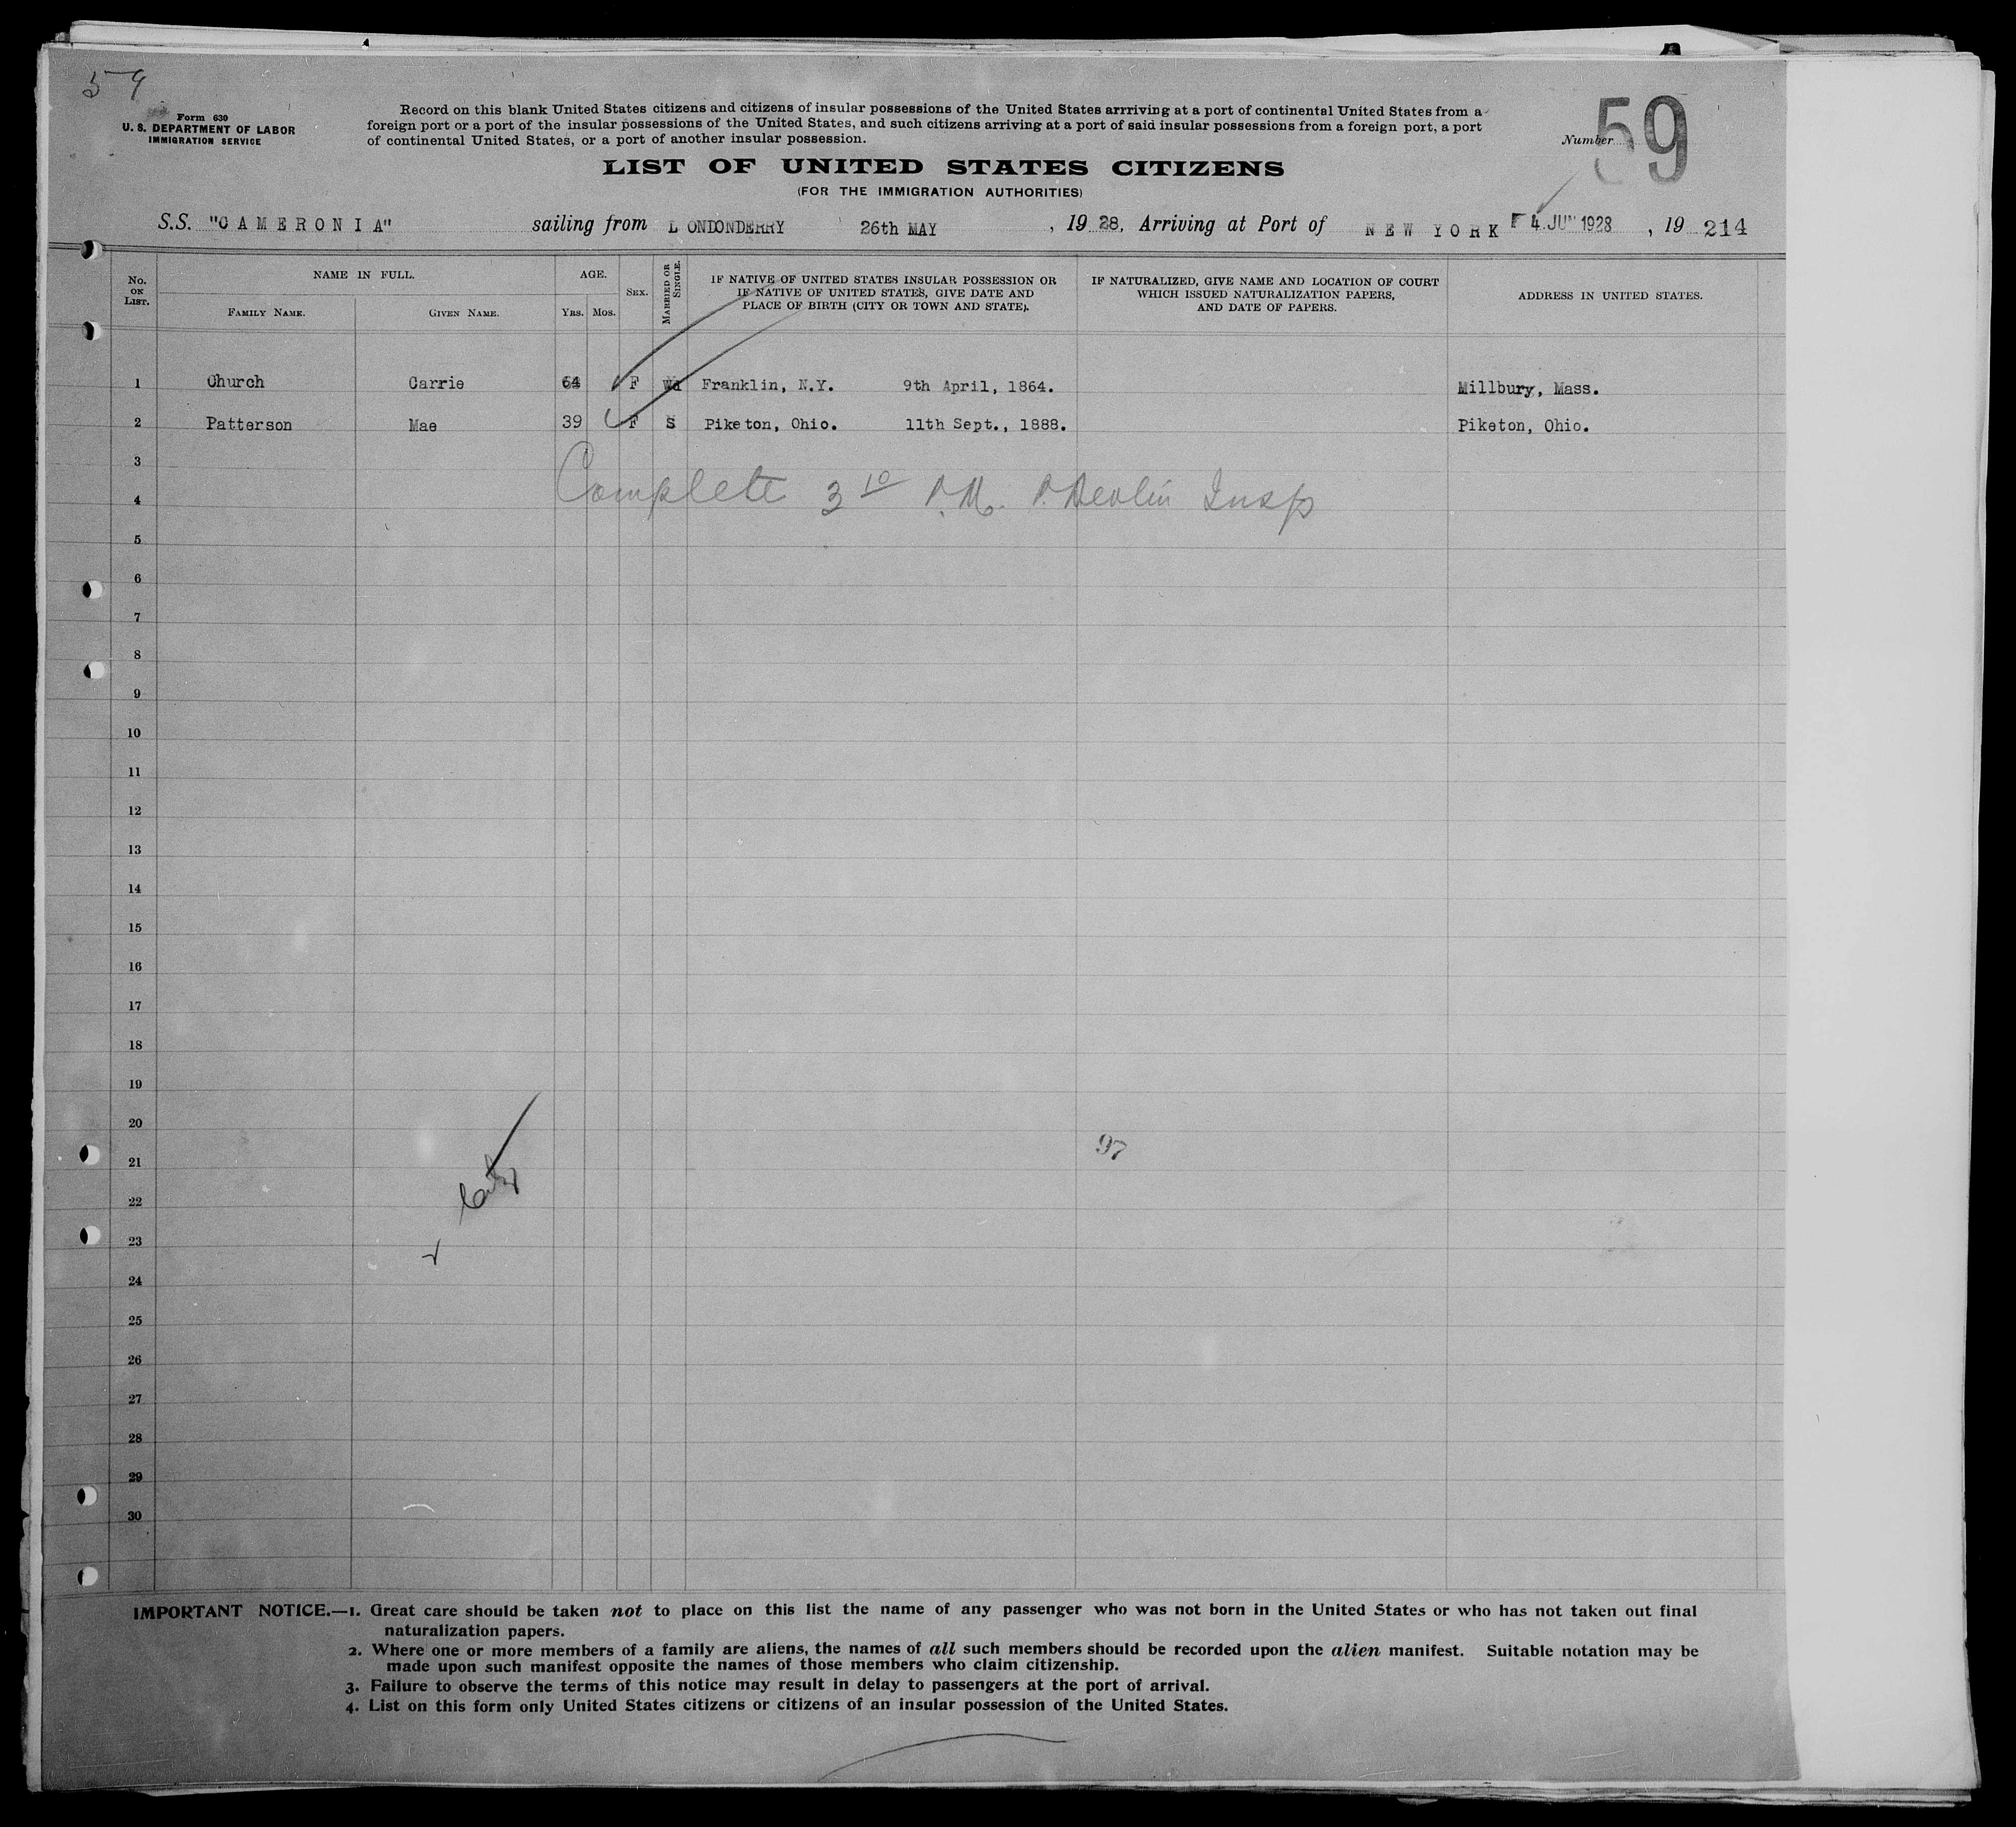 59
Form 630
U. S. DEPARTMENT OF LABOR
IMMIGRATION SERVICE
Record on this blank United States citizens and citizens of insular possessions of the United States arrriving at a port of continental United States from a
foreign port or a port of the insular possessions of the United States, and such citizens arriving at a port of said insular possessions from a foreign port, a port
of continental United States, or a port of another insular possession.
Number 59
LIST OF UNITED STATES CITIZENS
(FOR THE IMMIGRATION AUTHORITIES)
S.S. "CAMERONIA" sailing from LONDONDERRY 26th MAY, 1928, Arriving at Port of NEW YORK 4 JUN 1928, 19 214
No. ON LIST. NAME IN FULL. FAMILY NAME. GIVEN NAME. AGE. YRS. MOS. SEX. MARRIED OR SINGLE. IF NATIVE OF UNITED STATES INSULAR POSSESSION OR IF NATIVE OF UNITED STATES, GIVE DATE AND PLACE OF BIRTH (CITY OR TOWN AND STATE). IF NATURALIZED, GIVE NAME AND LOCATION OF COURT WHICH ISSUED NATURALIZATION PAPERS, AND DATE OF PAPERS. ADDRESS IN UNITED STATES.
1 Church Carrie 64 F Wd Franklin, N.Y. 9th April, 1864. Millbury, Mass.
2 Patterson Mae 39 F S Piketon, Ohio. 11th Sept., 1888. Piketon, Ohio.
3
Complete 3 10 P.M. P. Devlin Insp
4
5
6
7
8
9
10
11
12
13
14
15
16
17
18
19
20
97
21
22
23
24
25
26
27
28
29
30
IMPORTANT NOTICE.—1. Great care should be taken not to place on this list the name of any passenger who was not born in the United States or who has not taken out final
naturalization papers.
2. Where one or more members of a family are aliens, the names of all such members should be recorded upon the alien manifest. Suitable notation may be
made upon such manifest opposite the names of those members who claim citizenship.
3. Failure to observe the terms of this notice may result in delay to passengers at the port of arrival.
4. List on this form only United States citizens or citizens of an insular possession of the United States.